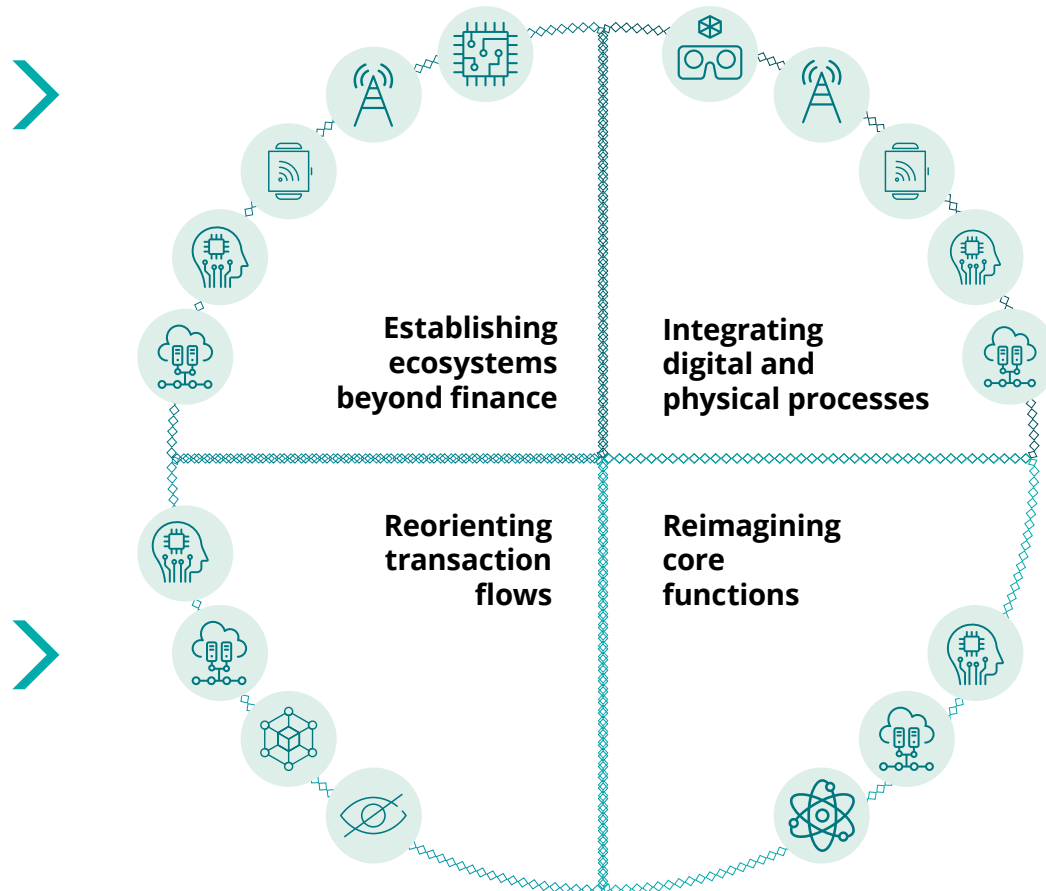 Establishing
ecosystems
beyond finance
Integrating
digital and
physical processes
Reorienting
transaction
flows
Reimagining
core
functions